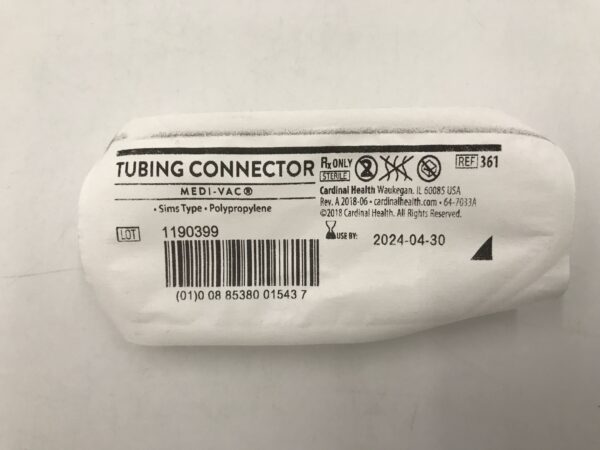 TUBING CONNECTOR
MEDI-VAC®
• Sims Type • Polypropylene
Rx ONLY
STERILE
REF 361
Cardinal Health Waukegan, IL 60085 USA
Rev. A 2018-06 • cardinalhealth.com • 64-7033A
©2018 Cardinal Health. All Rights Reserved.
LOT 1190399
USE BY: 2024-04-30
(01)0 08 85380 01543 7